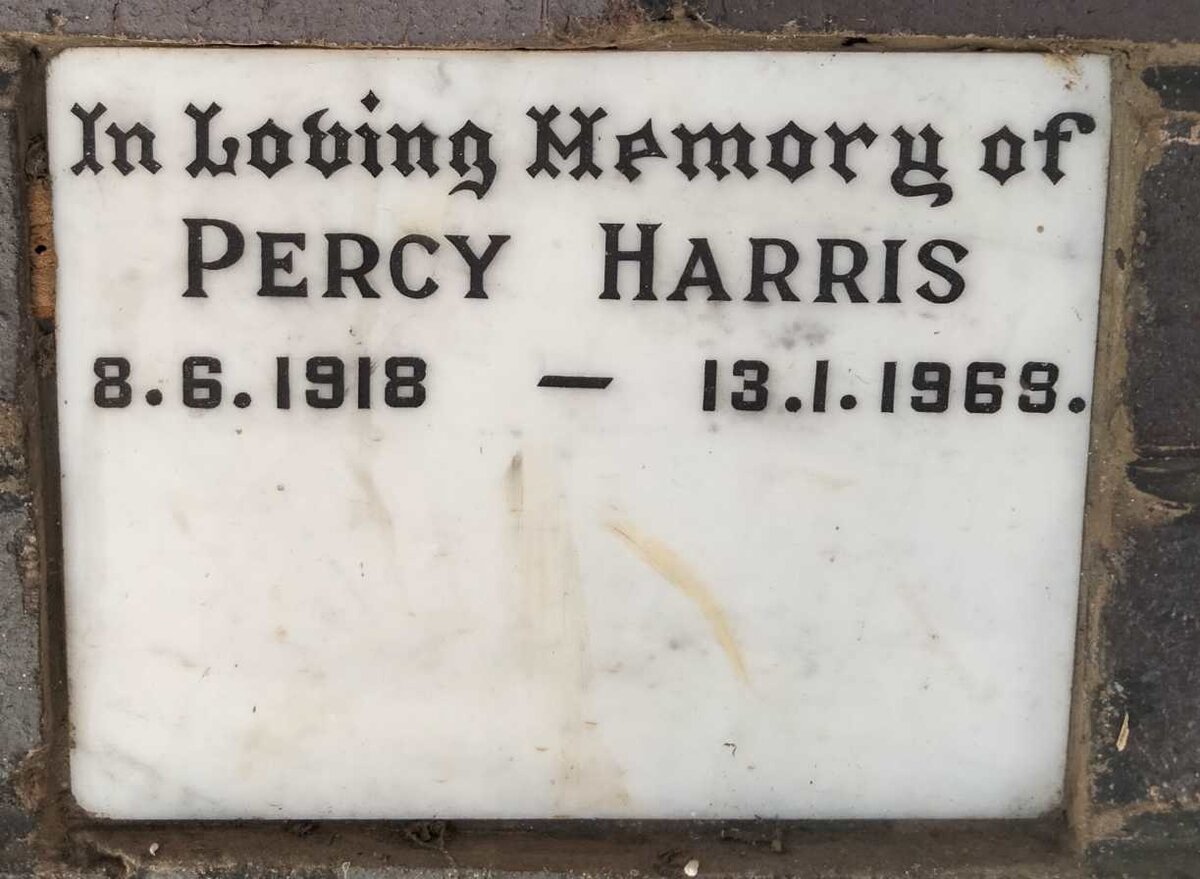 In Loving Memory of
PERCY HARRIS
8.6.1918 — 13.1.1969.